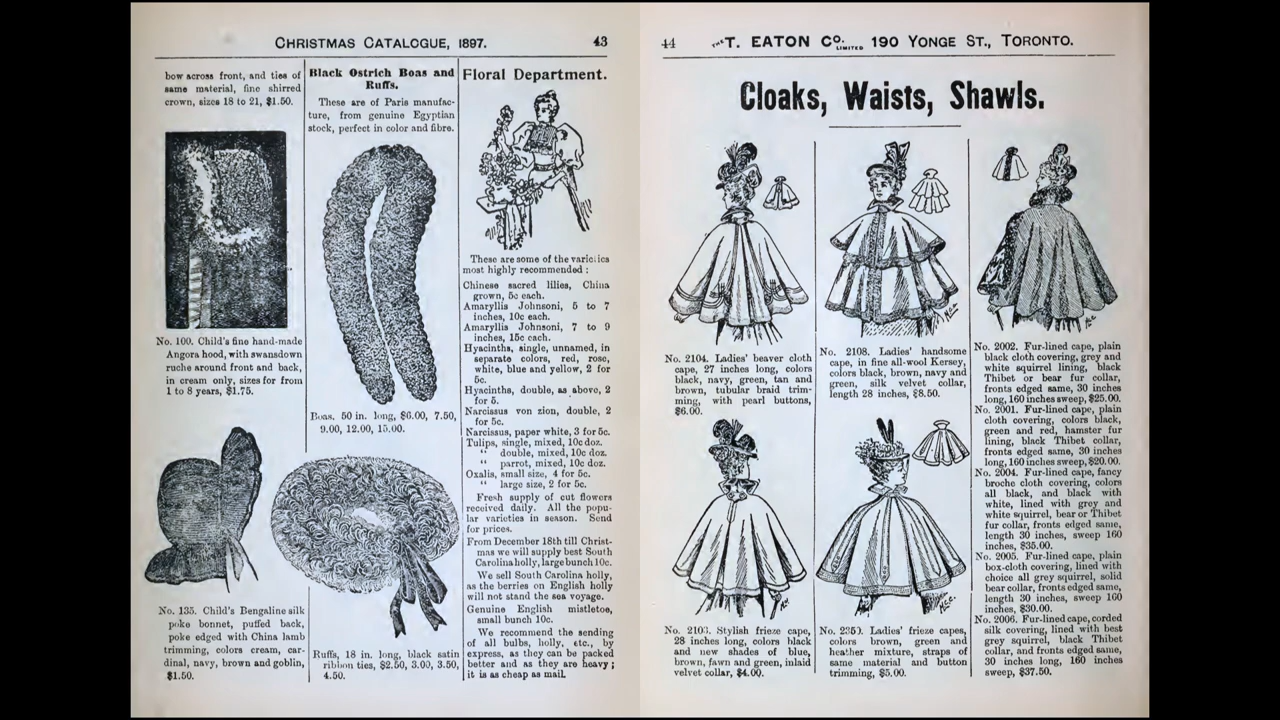 CHRISTMAS CATALOGUE, 1897. 43
bow across front, and ties of
same material, fine shirred
crown, sizes 18 to 21, $1.50.
No. 100. Child's fine hand-made
Angora hood, with swansdown
ruche around front and back,
in cream only, sizes for from
1 to 8 years, $1.75.
No. 135. Child's Bengaline silk
poke bonnet, puffed back,
poke edged with China lamb
trimming, colors cream, car-
dinal, navy, brown and goblin,
$1.50.
Black Ostrich Boas and
Ruffs.
These are of Paris manufac-
ture, from genuine Egyptian
stock, perfect in color and fibre.
Boas. 50 in. long, $6.00, 7.50,
9.00, 12.00, 15.00.
Ruffs, 18 in. long, black satin
ribbon ties, $2.50, 3.00, 3.50,
4.50.
Floral Department.
These are some of the varieties
most highly recommended:
Chinese sacred lilies, China
grown, 5c each.
Amaryllis Johnsoni, 5 to 7
inches, 10c each.
Amaryllis Johnsoni, 7 to 9
inches, 15c each.
Hyacinths, single, unnamed, in
separate colors, red, rose,
white, blue and yellow, 2 for
5c.
Hyacinths, double, as above, 2
for 5.
Narcissus von zion, double, 2
for 5c.
Narcissus, paper white, 3 for 5c.
Tulips, single, mixed, 10c doz.
" double, mixed, 10c doz.
" parrot, mixed, 10c doz.
Oxalis, small size, 4 for 5c.
" large size, 2 for 5c.
Fresh supply of cut flowers
received daily. All the popu-
lar varieties in season. Send
for prices.
From December 18th till Christ-
mas we will supply best South
Carolina holly, large bunch 10c.
We sell South Carolina holly,
as the berries on English holly
will not stand the sea voyage.
Genuine English mistletoe,
small bunch 10c.
We recommend the sending
of all bulbs, holly, etc., by
express, as they can be packed
better and as they are heavy;
it is as cheap as mail.
44 THE T. EATON CO. LIMITED 190 YONGE ST., TORONTO.
Cloaks, Waists, Shawls.
No. 2104. Ladies' beaver cloth
cape, 27 inches long, colors
black, navy, green, tan and
brown, tubular braid trim-
ming, with pearl buttons,
$6.00.
No. 2103. Stylish frieze cape,
28 inches long, colors black
and new shades of blue,
brown, fawn and green, inlaid
velvet collar, $4.00.
No. 2108. Ladies' handsome
cape, in fine all-wool Kersey,
colors black, brown, navy and
green, silk velvet collar,
length 28 inches, $8.50.
Ladies' frieze capes,
colors brown, green and
heather mixture, straps of
same material and button
trimming, $5.00.
No. 2002. Fur-lined cape, plain
black cloth covering, grey and
white squirrel lining, black
Thibet or bear fur collar,
fronts edged same, 30 inches
long, 160 inches sweep, $25.00.
No. 2001. Fur-lined cape, plain
cloth covering, colors black,
green and red, hamster fur
lining, black Thibet collar,
fronts edged same, 30 inches
long, 160 inches sweep, $20.00.
No. 2004. Fur-lined cape, fancy
broche cloth covering, colors
all black, and black with
white, lined with grey and
white squirrel, bear or Thibet
fur collar, fronts edged same,
length 30 inches, sweep 160
inches, $35.00.
No. 2005. Fur-lined cape, plain
box-cloth covering, lined with
choice all grey squirrel, solid
bear collar, fronts edged same,
length 30 inches, sweep 160
inches, $30.00.
No. 2006. Fur-lined cape, corded
silk covering, lined with best
grey squirrel, black Thibet
collar, and fronts edged same,
30 inches long, 160 inches
sweep, $37.50.